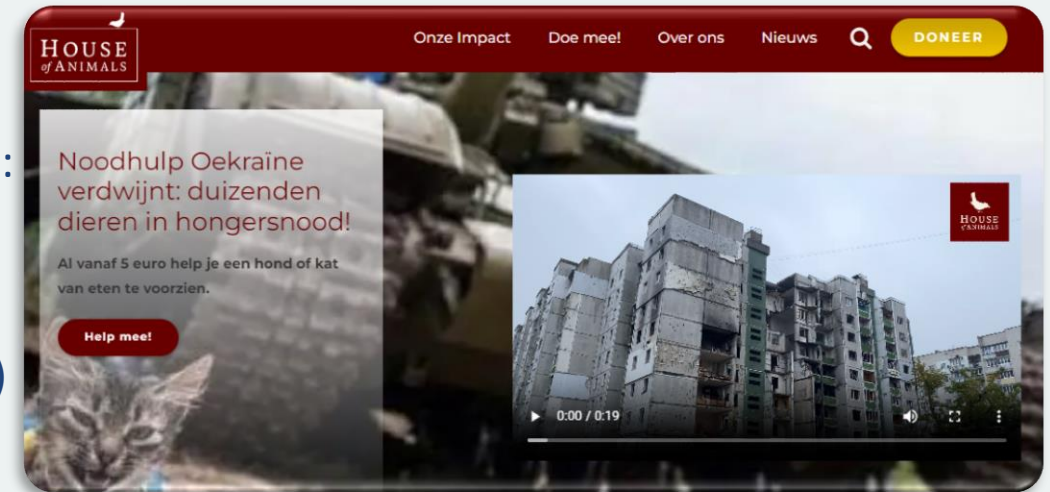 HOUSE
of ANIMALS
Onze Impact Doe mee! Over ons Nieuws DONEER
:
Noodhulp Oekraïne
verdwijnt: duizenden
dieren in hongersnood!
Al vanaf 5 euro help je een hond of kat
van eten te voorzien.
Help mee!
HOUSE
of ANIMALS
0:00 / 0:19
)